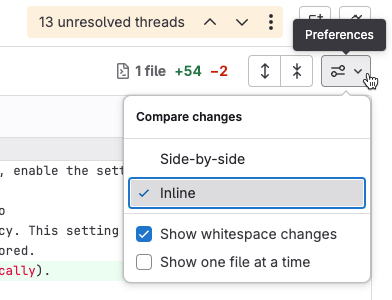 13 unresolved threads
Preferences
1 file +54 −2
Compare changes
Side-by-side
Inline
Show whitespace changes
Show one file at a time
, enable the sett
cy. This setting
ored.
cally).